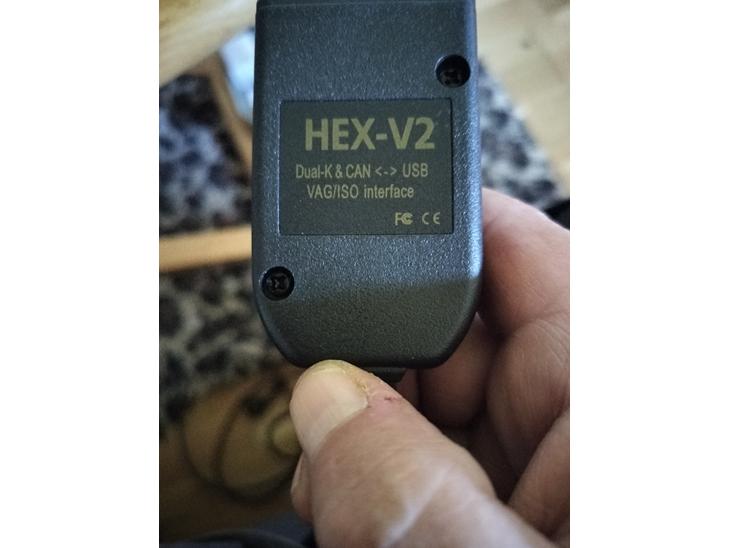 HEX-V2
Dual-K & CAN <-> USB
VAG/ISO interface
FC CE